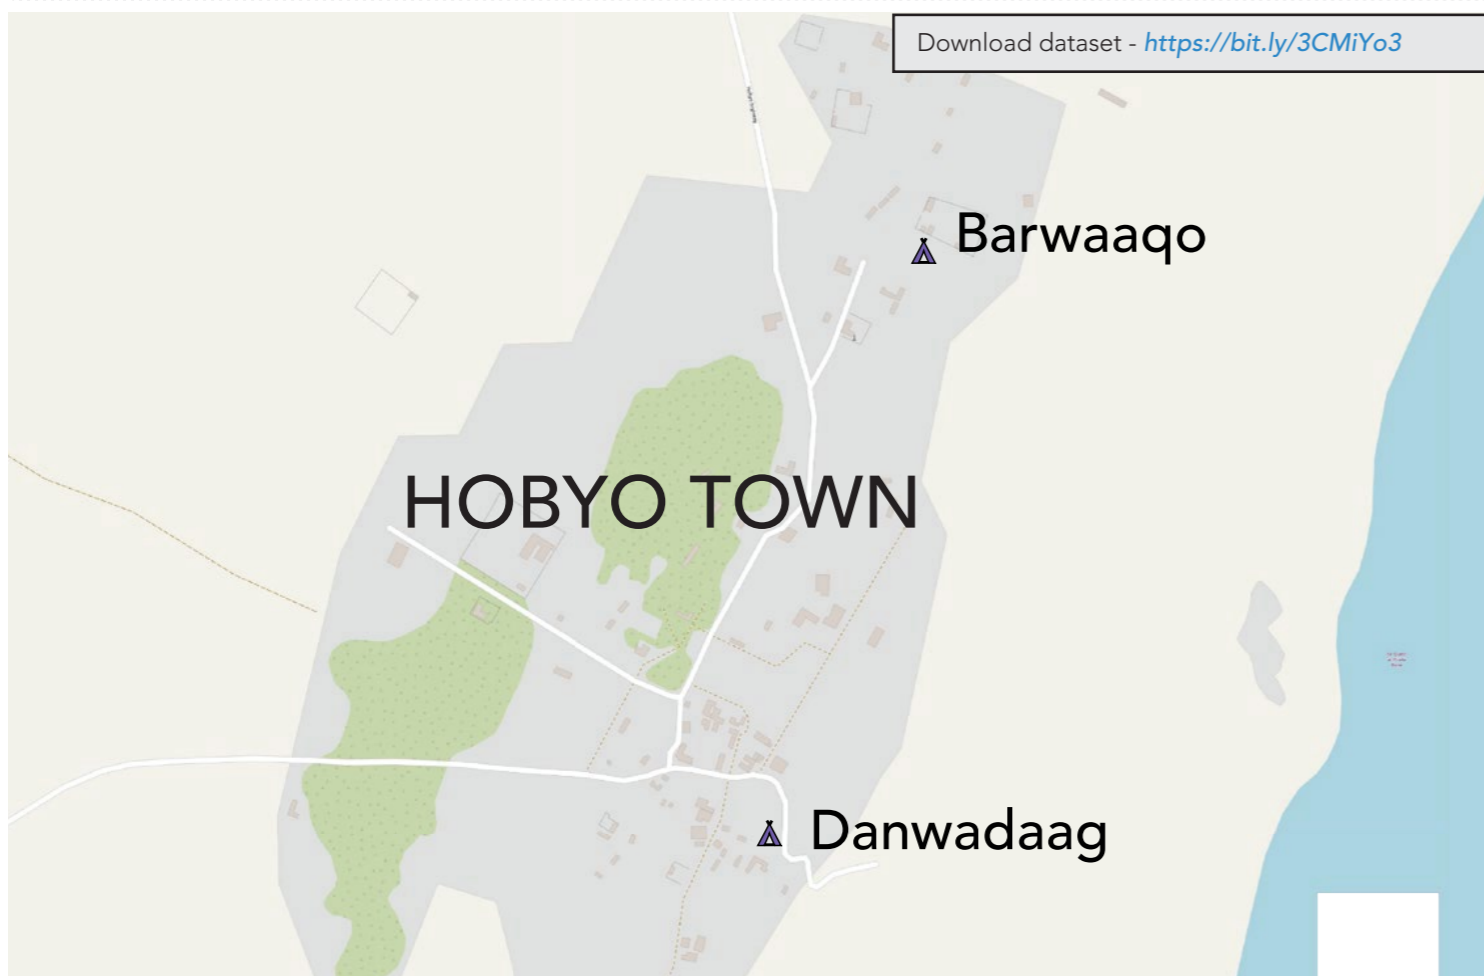 Download dataset - https://bit.ly/3CMiYo3
Barwaaqo
HOBYO TOWN
Danwadaag